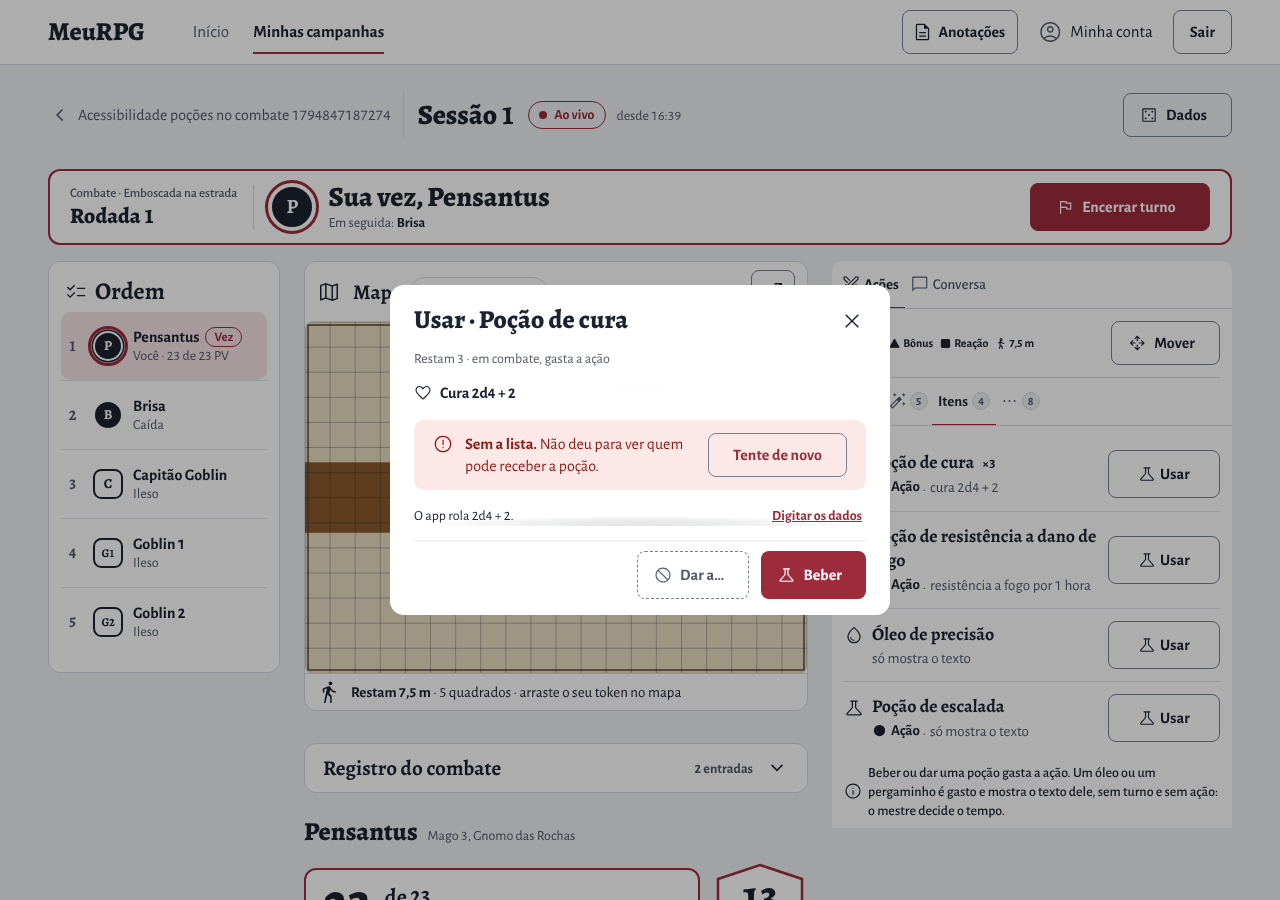 MeuRPG
Início
Minhas campanhas
Anotações
Minha conta
Sair
Acessibilidade poções no combate 1794847187274
Sessão 1
Ao vivo
desde 16:39
Dados
Combate · Emboscada na estrada
Rodada 1
P
Sua vez, Pensantus
Em seguida: Brisa
Encerrar turno
Ordem
1
P
Pensantus
Vez
Você · 23 de 23 PV
2
B
Brisa
Caída
3
C
Capitão Goblin
Ileso
4
G1
Goblin 1
Ileso
5
G2
Goblin 2
Ileso
Map
Usar · Poção de cura
Restam 3 · em combate, gasta a ação
Cura 2d4 + 2
Sem a lista. Não deu para ver quem
pode receber a poção.
Tente de novo
O app rola 2d4 + 2.
Digitar os dados
Dar a...
Beber
Restam 7,5 m · 5 quadrados · arraste o seu token no mapa
Registro do combate
2 entradas
Pensantus
Mago 3, Gnomo das Rochas
23
de 23
13
Ações
Conversa
Bônus
Reação
7,5 m
Mover
5
Itens
4
···
8
ção de cura
×3
Ação . cura 2d4 + 2
Usar
ção de resistência a dano de
go
Ação . resistência a fogo por 1 hora
Usar
Óleo de precisão
só mostra o texto
Usar
Poção de escalada
Ação . só mostra o texto
Usar
Beber ou dar uma poção gasta a ação. Um óleo ou um
pergaminho é gasto e mostra o texto dele, sem turno e sem ação:
o mestre decide o tempo.